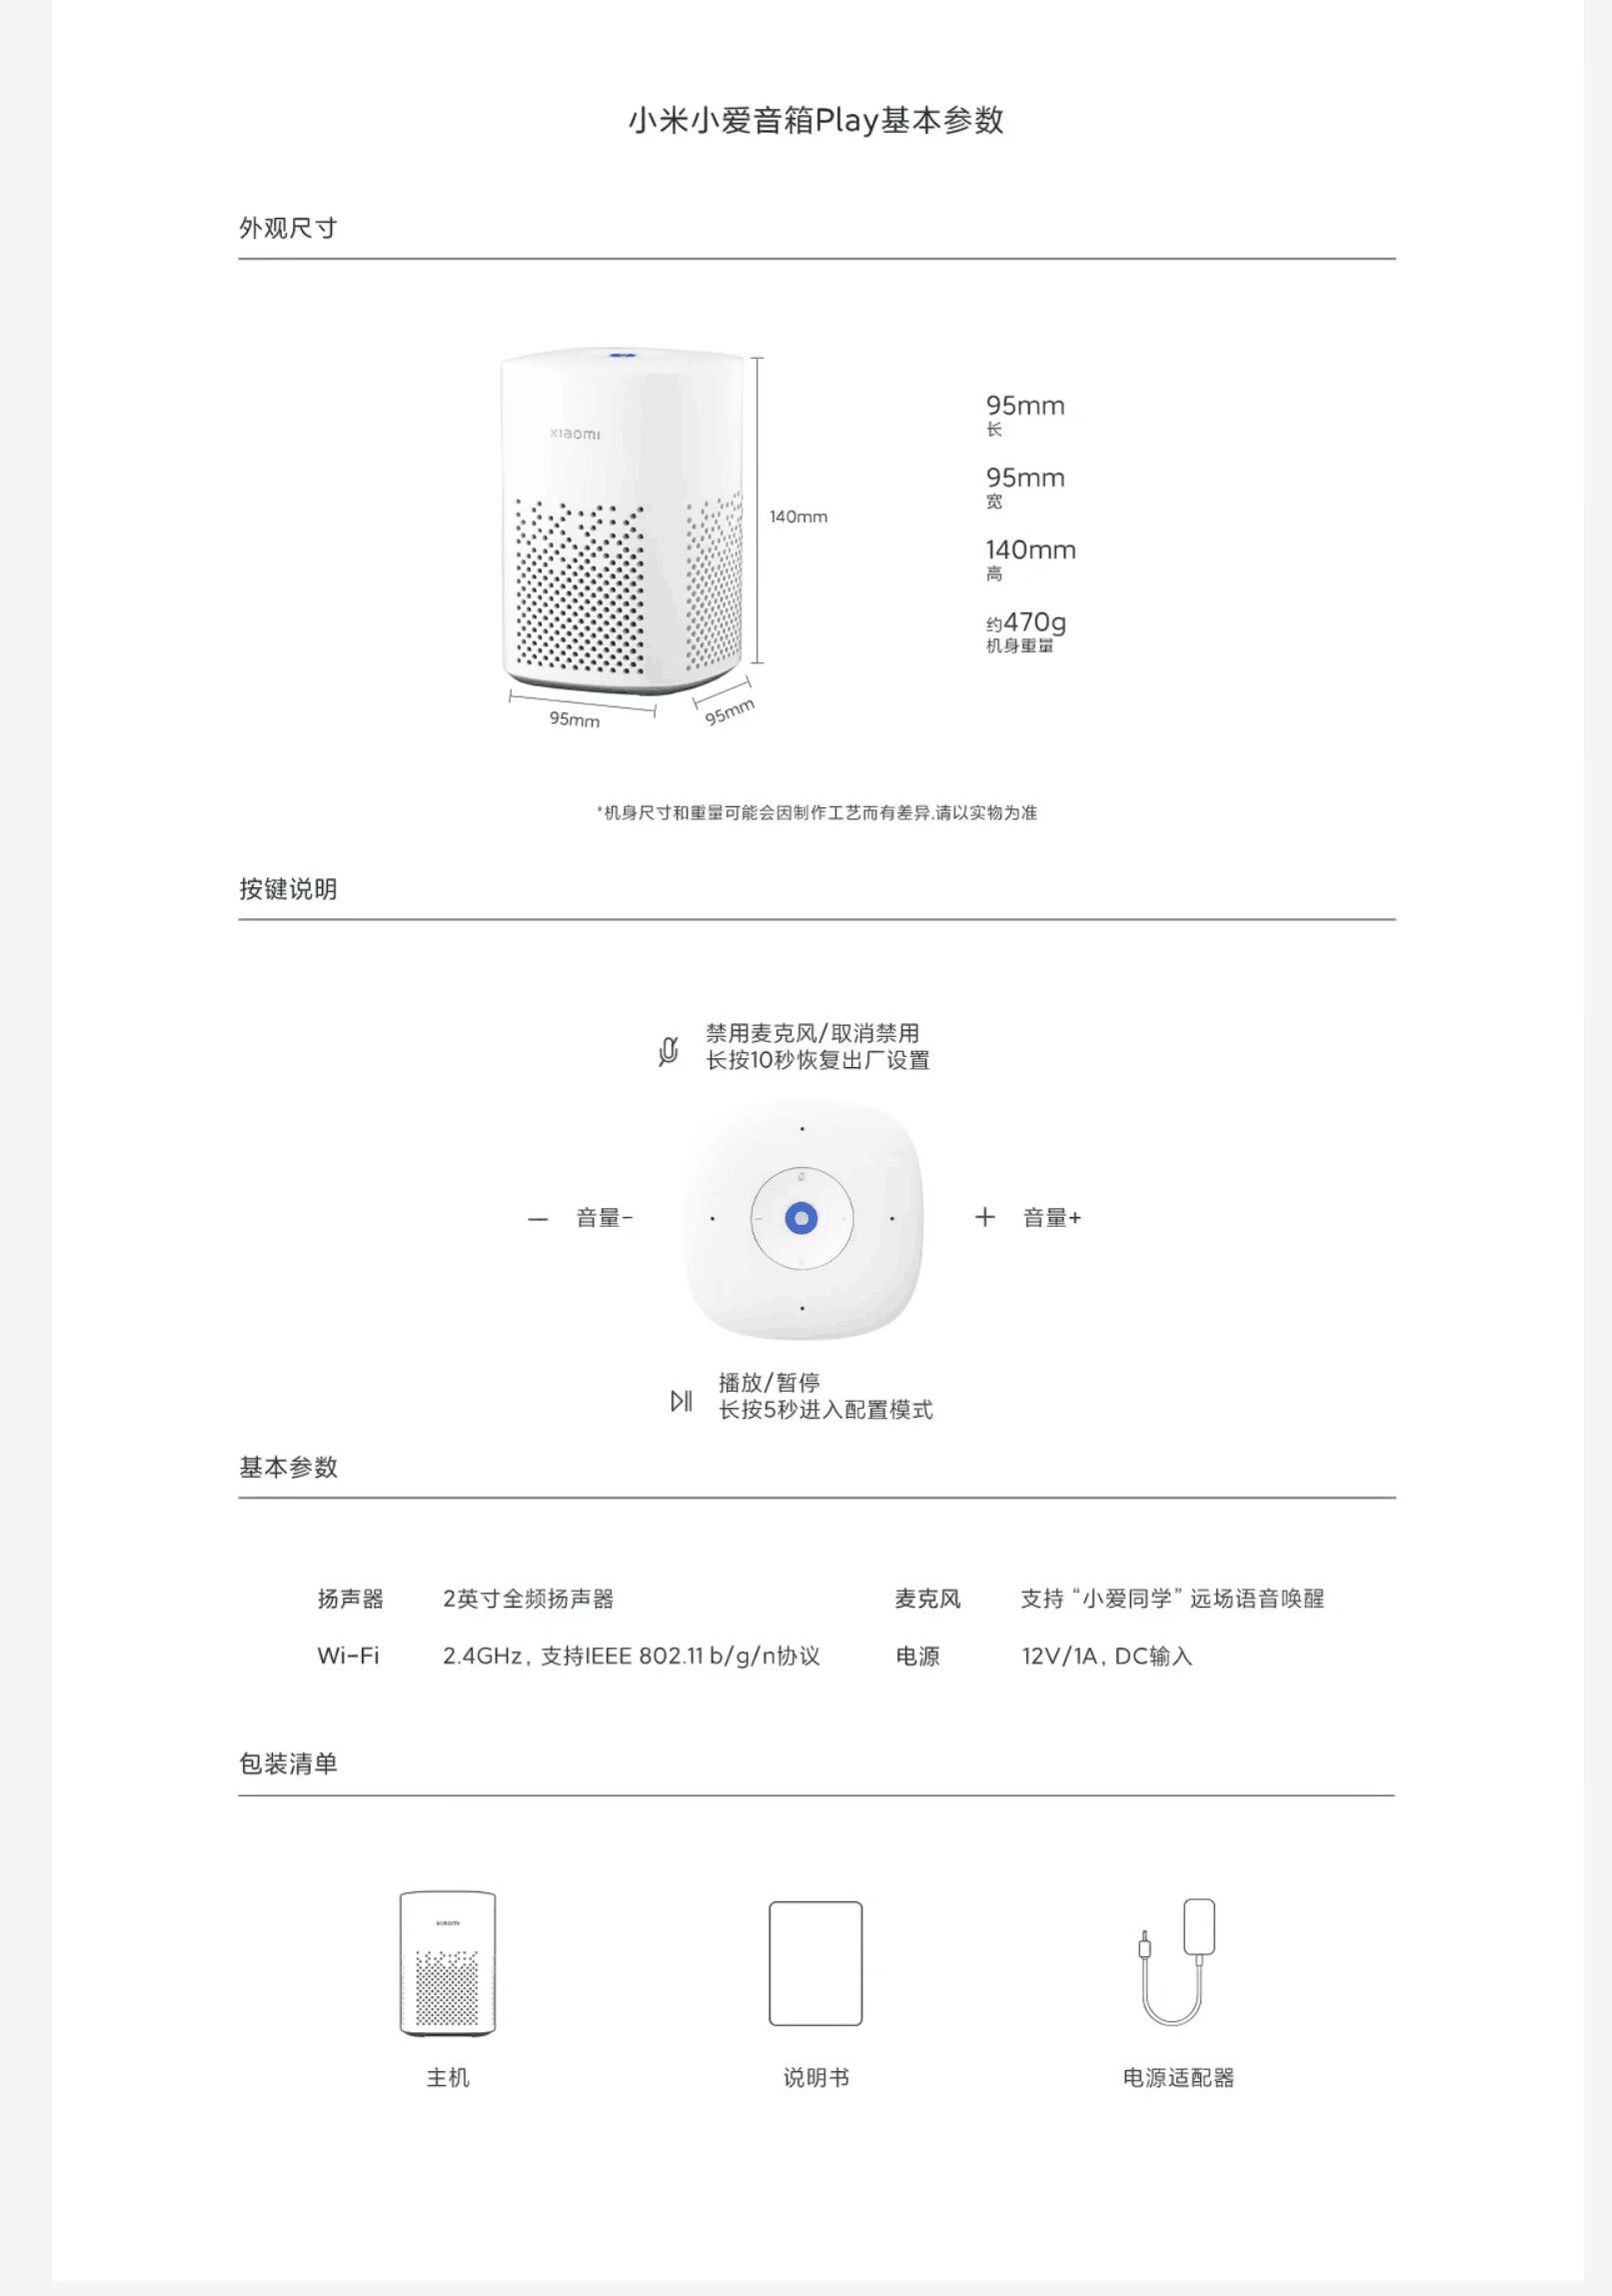 小米小爱音箱Play基本参数
外观尺寸
xiaomi
140mm
95mm
95mm
95mm
长
95mm
宽
140mm
高
约470g
机身重量
*机身尺寸和重量可能会因制作工艺而有差异,请以实物为准
按键说明
禁用麦克风/取消禁用
长按10秒恢复出厂设置
— 音量-
+ 音量+
播放/暂停
长按5秒进入配置模式
基本参数
扬声器 2英寸全频扬声器 麦克风 支持“小爱同学”远场语音唤醒
Wi-Fi 2.4GHz, 支持IEEE 802.11 b/g/n协议 电源 12V/1A, DC输入
包装清单
xiaomi
主机 说明书 电源适配器